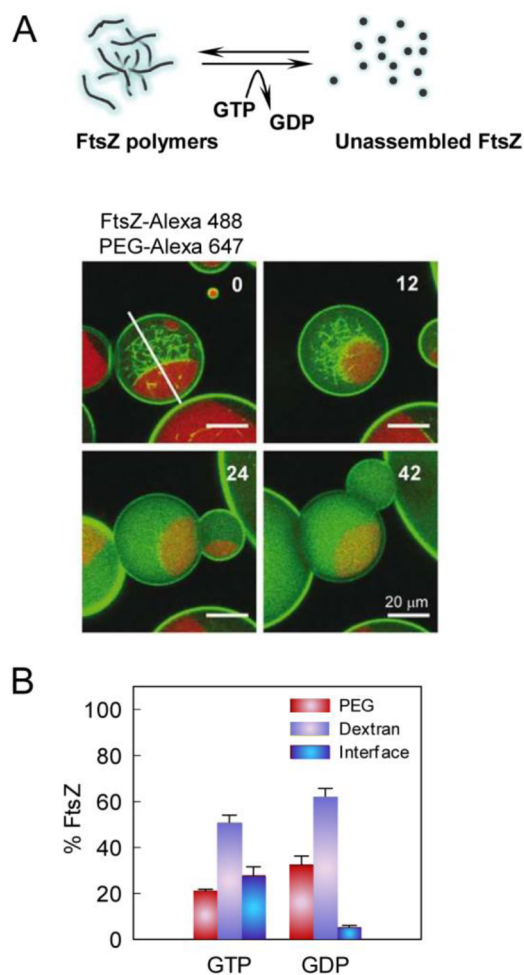 A
GTP
GDP
FtsZ polymers
Unassembled FtsZ
FtsZ-Alexa 488
PEG-Alexa 647
0
12
24
42
20 µm
B
100
80
60
40
20
0
% FtsZ
PEG
Dextran
Interface
GTP
GDP